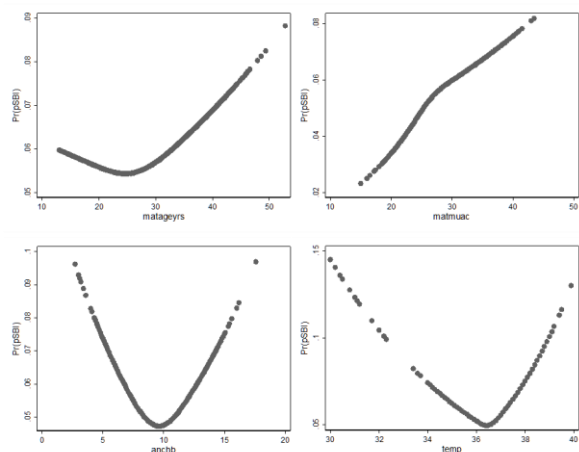 .09
.08
.07
.06
.05
Pr(pSBI)
10 20 30 40 50
matageyrs
.08
.06
.04
.02
Pr(pSBI)
10 20 30 40 50
matmuac
.1
.09
.08
.07
.06
.05
Pr(pSBI)
0 5 10 15 20
anchb
.15
.1
.05
Pr(pSBI)
30 32 34 36 38 40
temp